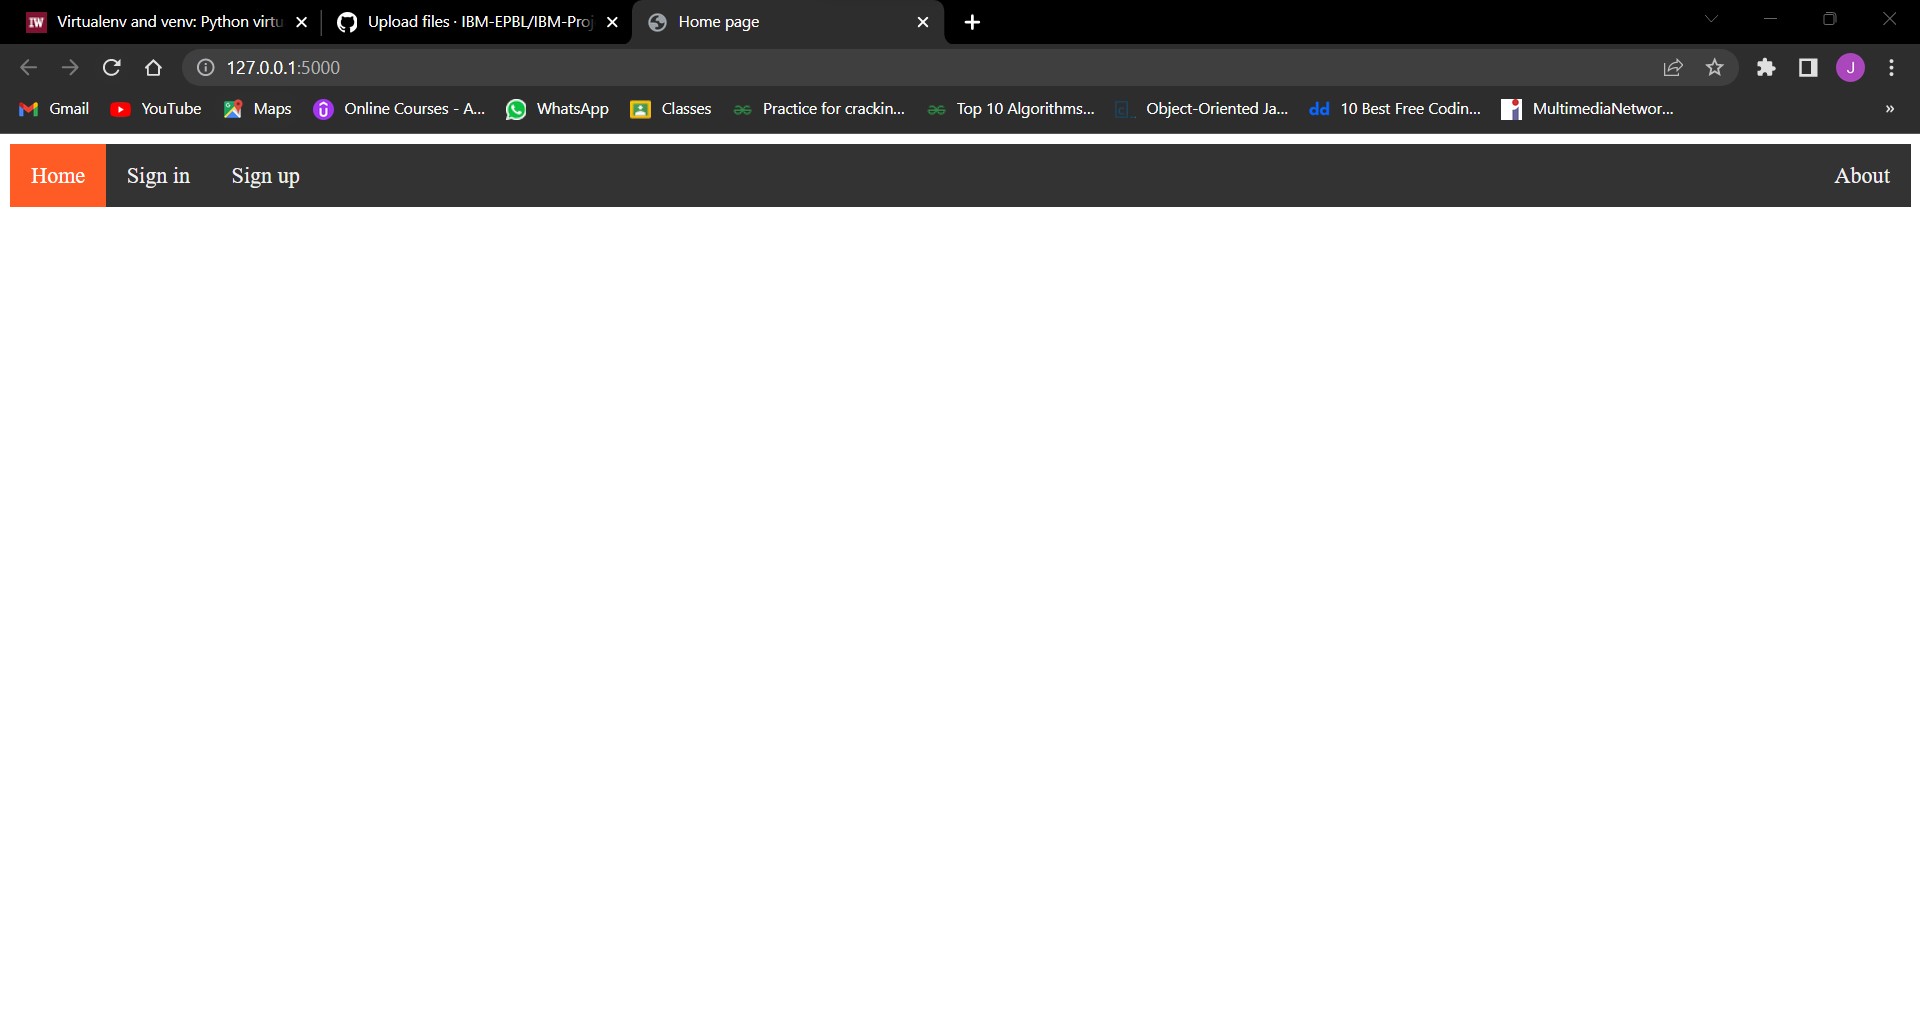 IW Virtualenv and venv: Python virtu
Upload files · IBM-EPBL/IBM-Proj
Home page
127.0.0.1:5000
J
Gmail YouTube Maps Online Courses - A... WhatsApp Classes Practice for crackin... Top 10 Algorithms... Object-Oriented Ja... dd 10 Best Free Codin... MultimediaNetwor... »
Home Sign in Sign up About